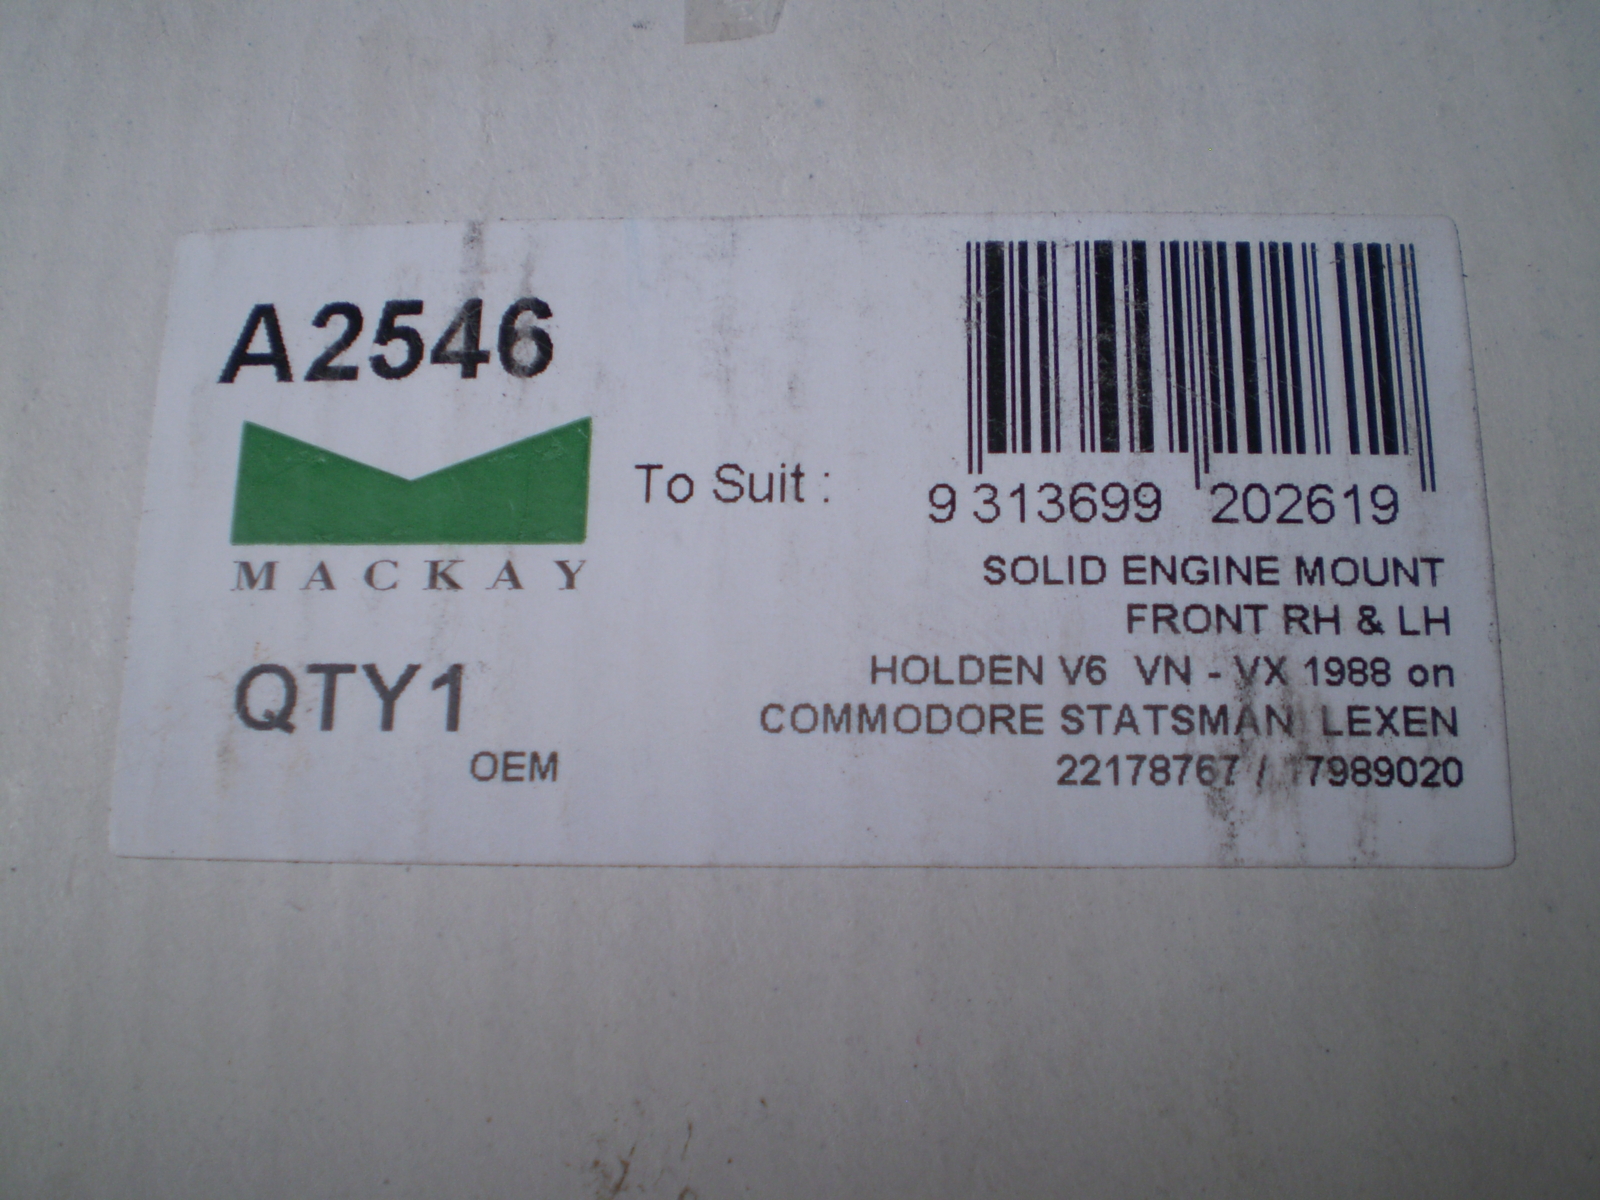 A2546
MACKAY
To Suit :
9 313699 202619
SOLID ENGINE MOUNT
FRONT RH & LH
HOLDEN V6 VN - VX 1988 on
COMMODORE STATSMAN LEXEN
QTY1
OEM
22178767 /